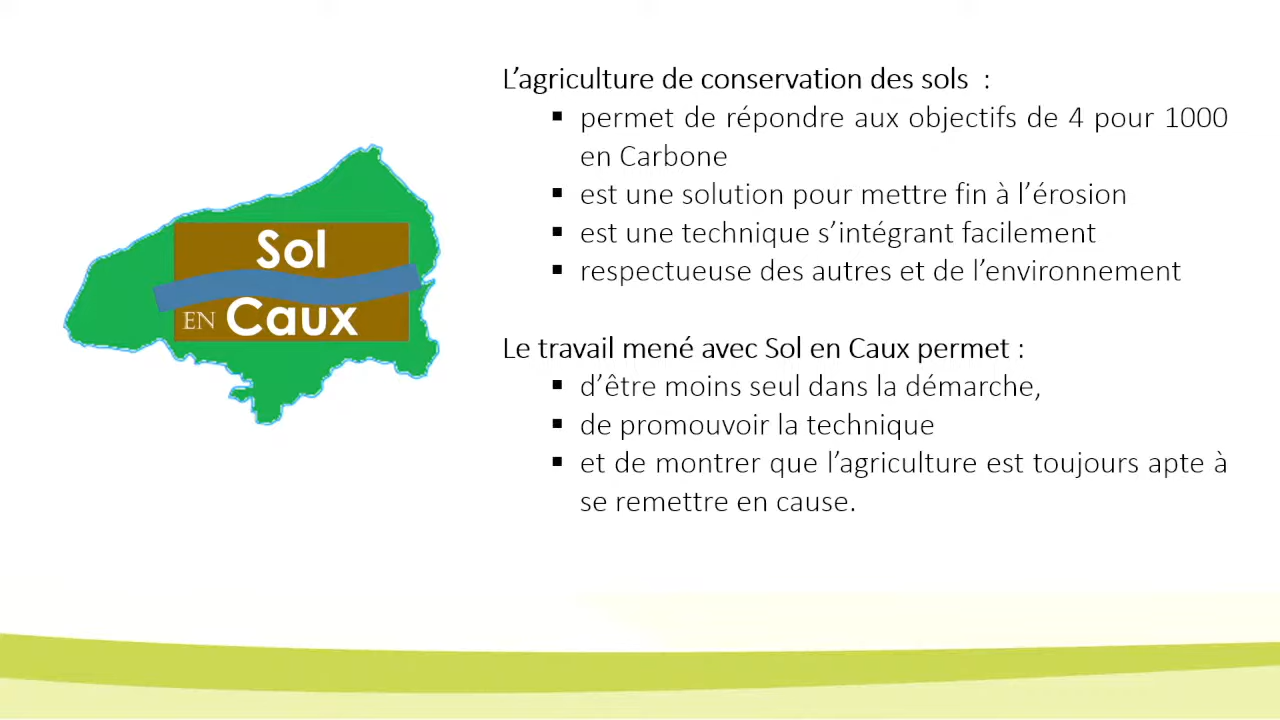 Sol
EN Caux
L’agriculture de conservation des sols :
▪ permet de répondre aux objectifs de 4 pour 1000
en Carbone
▪ est une solution pour mettre fin à l’érosion
▪ est une technique s’intégrant facilement
▪ respectueuse des autres et de l’environnement
Le travail mené avec Sol en Caux permet :
▪ d’être moins seul dans la démarche,
▪ de promouvoir la technique
▪ et de montrer que l’agriculture est toujours apte à
se remettre en cause.